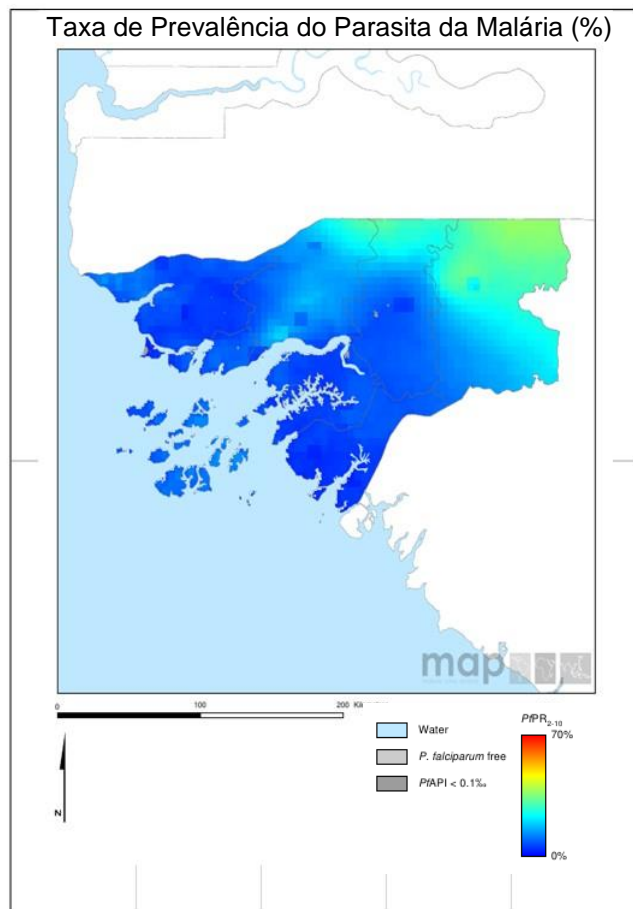 Taxa de Prevalência do Parasita da Malária (%)
map
0 100 200
Water
P. falciparum free
PfAPI < 0.1‰
PfPR2-10
70%
0%
N